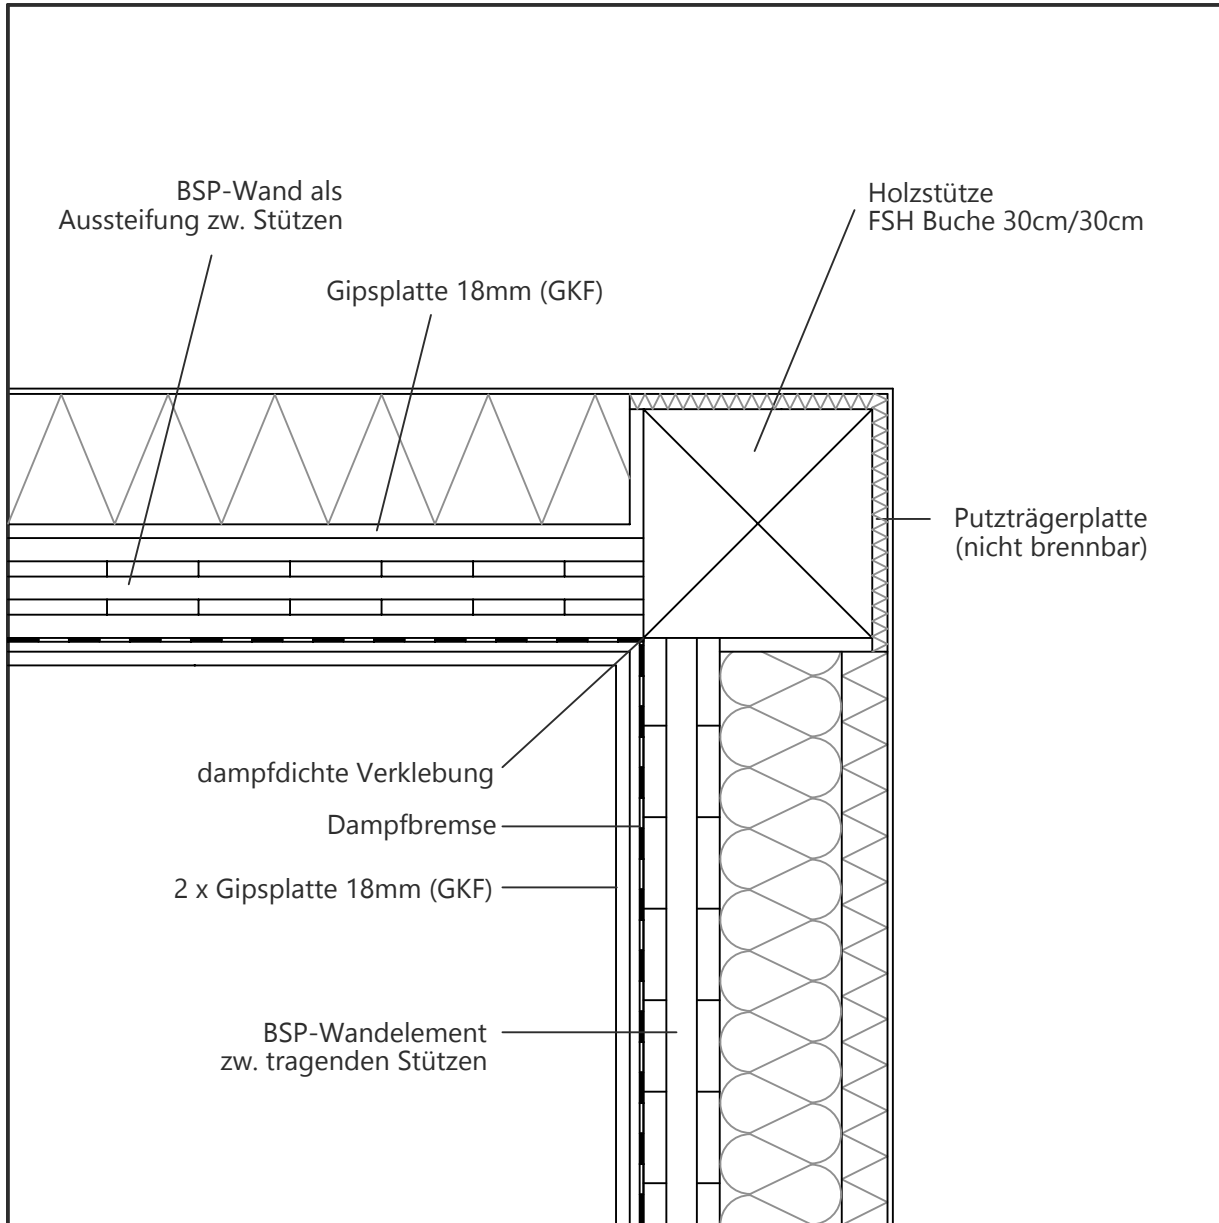 BSP-Wand als
Aussteifung zw. Stützen
Holzstütze
FSH Buche 30cm/30cm
Gipsplatte 18mm (GKF)
Putzträgerplatte
(nicht brennbar)
dampfdichte Verklebung
Dampfbremse
2 x Gipsplatte 18mm (GKF)
BSP-Wandelement
zw. tragenden Stützen